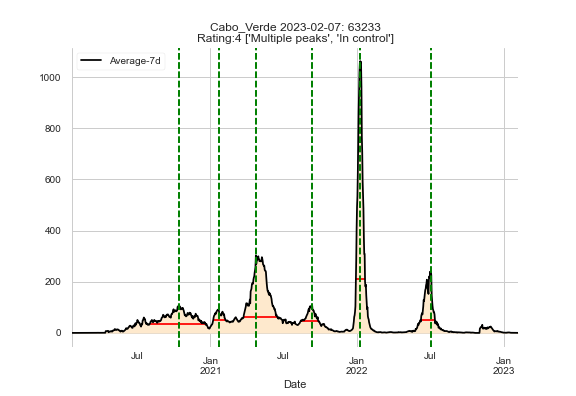 Cabo_Verde 2023-02-07: 63233
Rating:4 ['Multiple peaks', 'In control']
Average-7d
1000
800
600
400
200
0
Jul
Jan
2021
Jul
Jan
2022
Jul
Jan
2023
Date